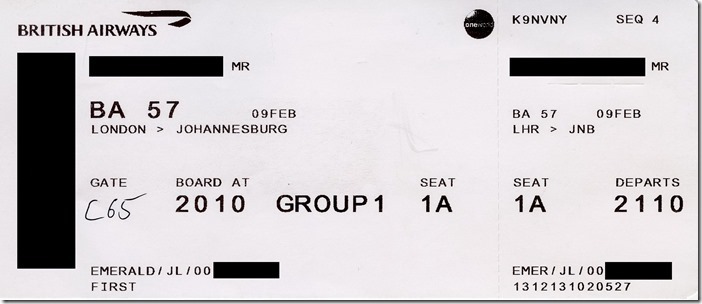 BRITISH AIRWAYS
oneworld
MR
BA 57 09FEB
LONDON > JOHANNESBURG
GATE BOARD AT SEAT
C65 2010 GROUP1 1A
EMERALD/JL/00
FIRST
K9NVNY SEQ 4
MR
BA 57 09FEB
LHR > JNB
SEAT DEPARTS
1A 2110
EMER/JL/00
1312131020527